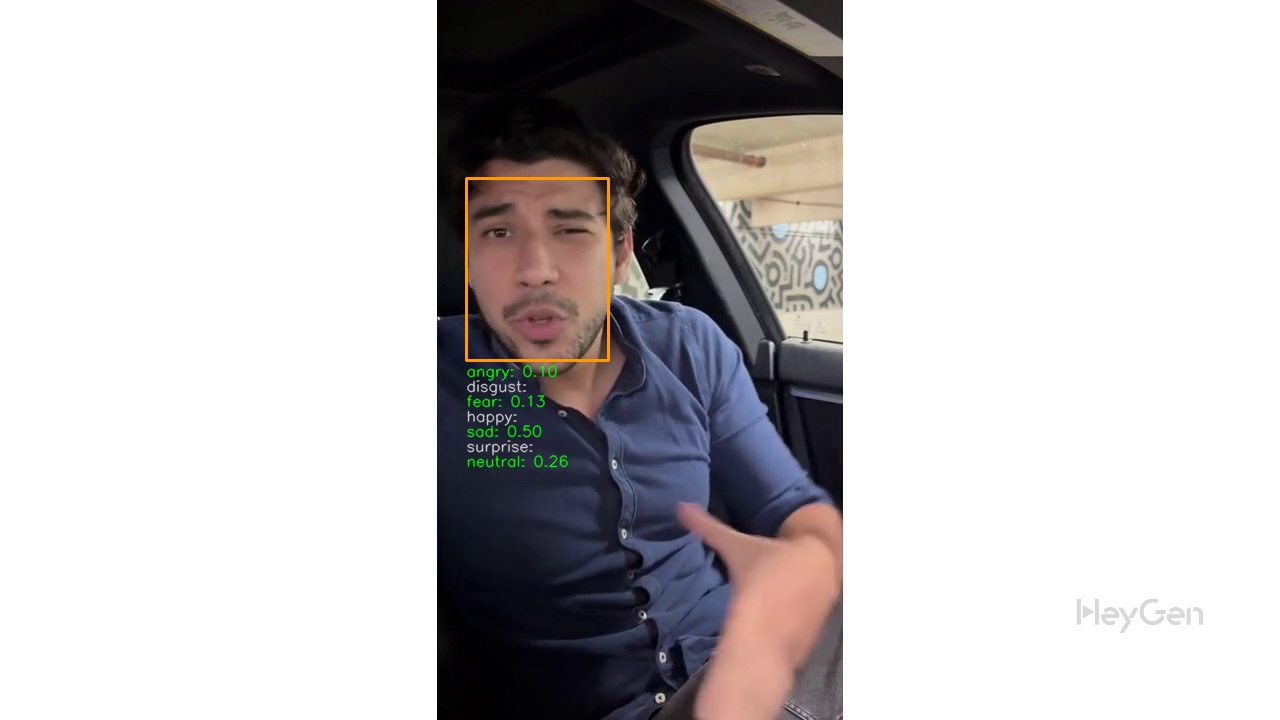 angry: 0.10
disgust:
fear: 0.13
happy:
sad: 0.50
surprise:
neutral: 0.26
HeyGen